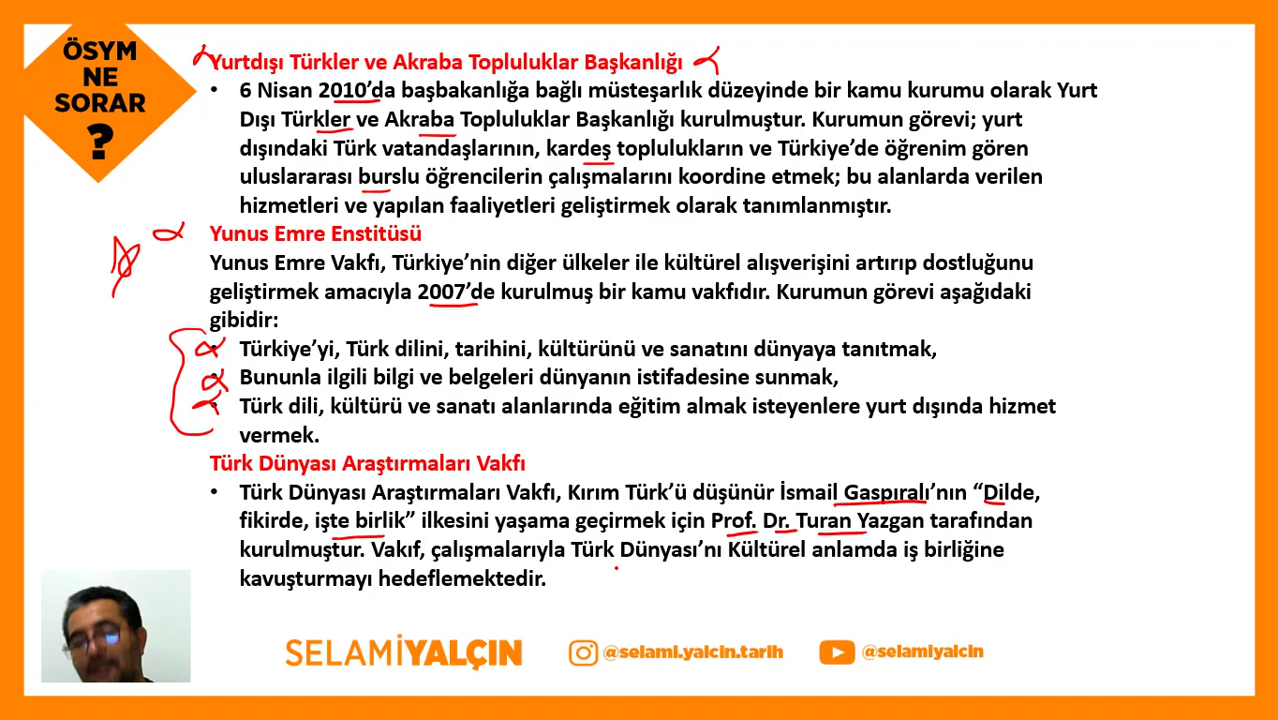 ÖSYM
NE
SORAR
?
Yurtdışı Türkler ve Akraba Topluluklar Başkanlığı
• 6 Nisan 2010’da başbakanlığa bağlı müsteşarlık düzeyinde bir kamu kurumu olarak Yurt
Dışı Türkler ve Akraba Topluluklar Başkanlığı kurulmuştur. Kurumun görevi; yurt
dışındaki Türk vatandaşlarının, kardeş toplulukların ve Türkiye’de öğrenim gören
uluslararası burslu öğrencilerin çalışmalarını koordine etmek; bu alanlarda verilen
hizmetleri ve yapılan faaliyetleri geliştirmek olarak tanımlanmıştır.
Yunus Emre Enstitüsü
Yunus Emre Vakfı, Türkiye’nin diğer ülkeler ile kültürel alışverişini artırıp dostluğunu
geliştirmek amacıyla 2007’de kurulmuş bir kamu vakfıdır. Kurumun görevi aşağıdaki
gibidir:
• Türkiye’yi, Türk dilini, tarihini, kültürünü ve sanatını dünyaya tanıtmak,
• Bununla ilgili bilgi ve belgeleri dünyanın istifadesine sunmak,
• Türk dili, kültürü ve sanatı alanlarında eğitim almak isteyenlere yurt dışında hizmet
vermek.
Türk Dünyası Araştırmaları Vakfı
• Türk Dünyası Araştırmaları Vakfı, Kırım Türk’ü düşünür İsmail Gaspıralı’nın “Dilde,
fikirde, işte birlik” ilkesini yaşama geçirmek için Prof. Dr. Turan Yazgan tarafından
kurulmuştur. Vakıf, çalışmalarıyla Türk Dünyası’nı Kültürel anlamda iş birliğine
kavuşturmayı hedeflemektedir.
SELAMİYALÇIN @selami.yalcin.tarih @selamiyalcin